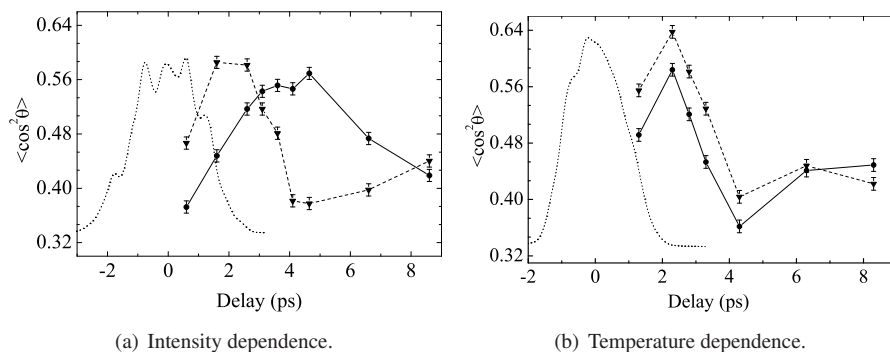 0.64
0.56
0.48
0.40
0.32
<cos²θ>
-2 0 2 4 6 8
Delay (ps)
(a) Intensity dependence.
0.64
0.56
0.48
0.40
0.32
<cos²θ>
-2 0 2 4 6 8
Delay (ps)
(b) Temperature dependence.